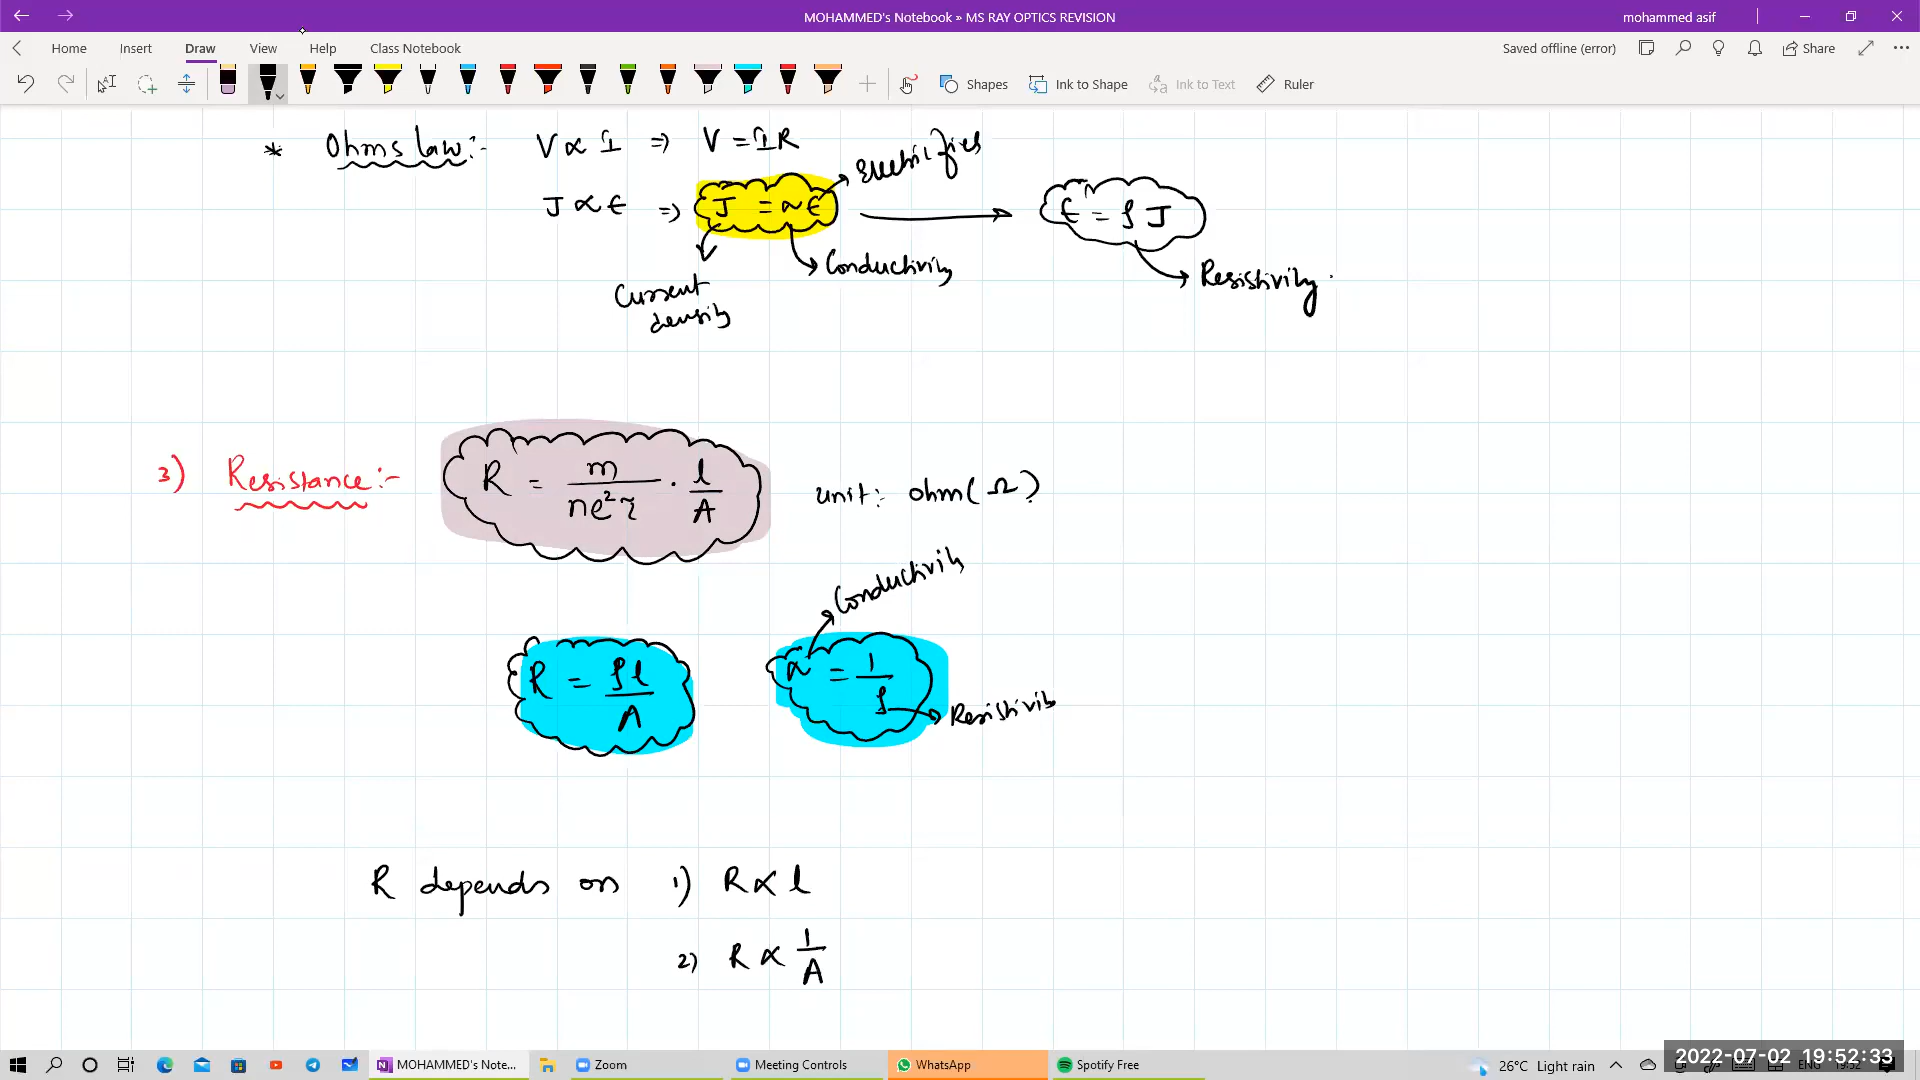 MOHAMMED's Notebook » MS RAY OPTICS REVISION
mohammed asif
Home Insert Draw View Help Class Notebook
Saved offline (error) Share
Shapes Ink to Shape Ink to Text Ruler
* Ohms law:- V ∝ I ⇒ V = IR
Electric field
J ∝ E ⇒ J = σE → E = ρJ
Conductivity
Resistivity.
Current
density
3) Resistance:- R = m/ne²τ · l/A unit:- ohm(Ω)
Conductivity
R = ρl/A σ = 1/ρ
Resistivity
R depends on 1) R ∝ l
2) R ∝ 1/A
MOHAMMED's Note... Zoom Meeting Controls WhatsApp Spotify Free
26°C Light rain
2022-07-02 19:52:33